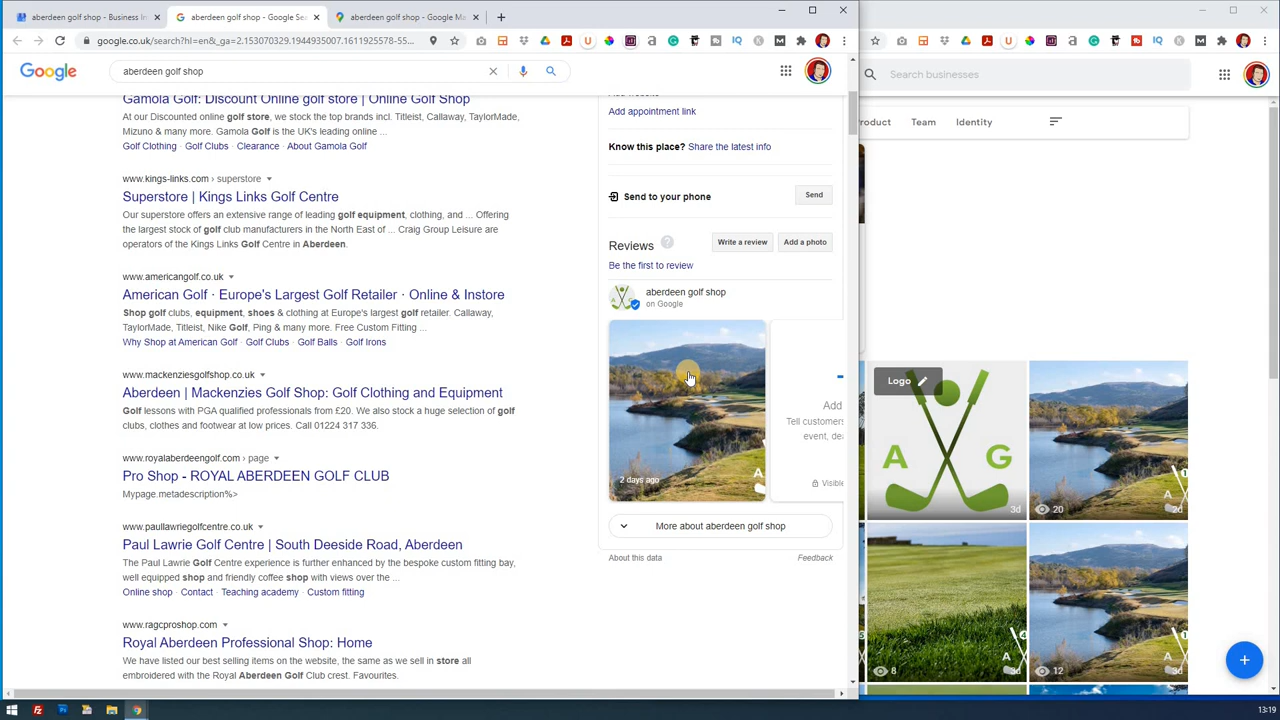 aberdeen golf shop - Business In
aberdeen golf shop - Google Sea
aberdeen golf shop - Google Ma
google.co.uk/search?hl=en&_ga=2.153070329.1944935007.1611925578-55...
Google
aberdeen golf shop
Search businesses
Product Team Identity
Gamola Golf: Discount Online golf store | Online Golf Shop
At our Discounted online golf store, we stock the top brands incl. Titleist, Callaway, TaylorMade,
Mizuno & many more. Gamola Golf is the UK's leading online ...
Golf Clothing · Golf Clubs · Clearance · About Gamola Golf
www.kings-links.com › superstore
Superstore | Kings Links Golf Centre
Our superstore offers an extensive range of leading golf equipment, clothing, and ... Offering
the largest stock of golf club manufacturers in the North East of ... Craig Group Leisure are
operators of the Kings Links Golf Centre in Aberdeen.
www.americangolf.co.uk
American Golf · Europe's Largest Golf Retailer · Online & Instore
Shop golf clubs, equipment, shoes & clothing at Europe's largest golf retailer. Callaway,
TaylorMade, Titleist, Nike Golf, Ping & many more. Free Custom Fitting ...
Why Shop at American Golf · Golf Clubs · Golf Balls · Golf Irons
www.mackenziesgolfshop.co.uk
Aberdeen | Mackenzies Golf Shop: Golf Clothing and Equipment
Golf lessons with PGA qualified professionals from £20. We also stock a huge selection of golf
clubs, clothes and footwear at low prices. Call 01224 317 336.
www.royalaberdeengolf.com › page
Pro Shop - ROYAL ABERDEEN GOLF CLUB
Mypage.metadescription%>
www.paullawriegolfcentre.co.uk
Paul Lawrie Golf Centre | South Deeside Road, Aberdeen
The Paul Lawrie Golf Centre experience is further enhanced by the bespoke custom fitting bay,
well equipped shop and friendly coffee shop with views over the ...
Online shop · Contact · Teaching academy · Custom fitting
www.ragcproshop.com
Royal Aberdeen Professional Shop: Home
We have listed our best selling items on the website, the same as we sell in store all
embroidered with the Royal Aberdeen Golf Club crest. Favourites.
Add website
Add appointment link
Know this place? Share the latest info
Send to your phone
Send
Reviews
Write a review
Add a photo
Be the first to review
aberdeen golf shop
on Google
2 days ago
Add
Tell customers
event, dea
Visible
More about aberdeen golf shop
About this data
Feedback
Logo
A G
3d
20
2d
8
3d
12
3d
13:19